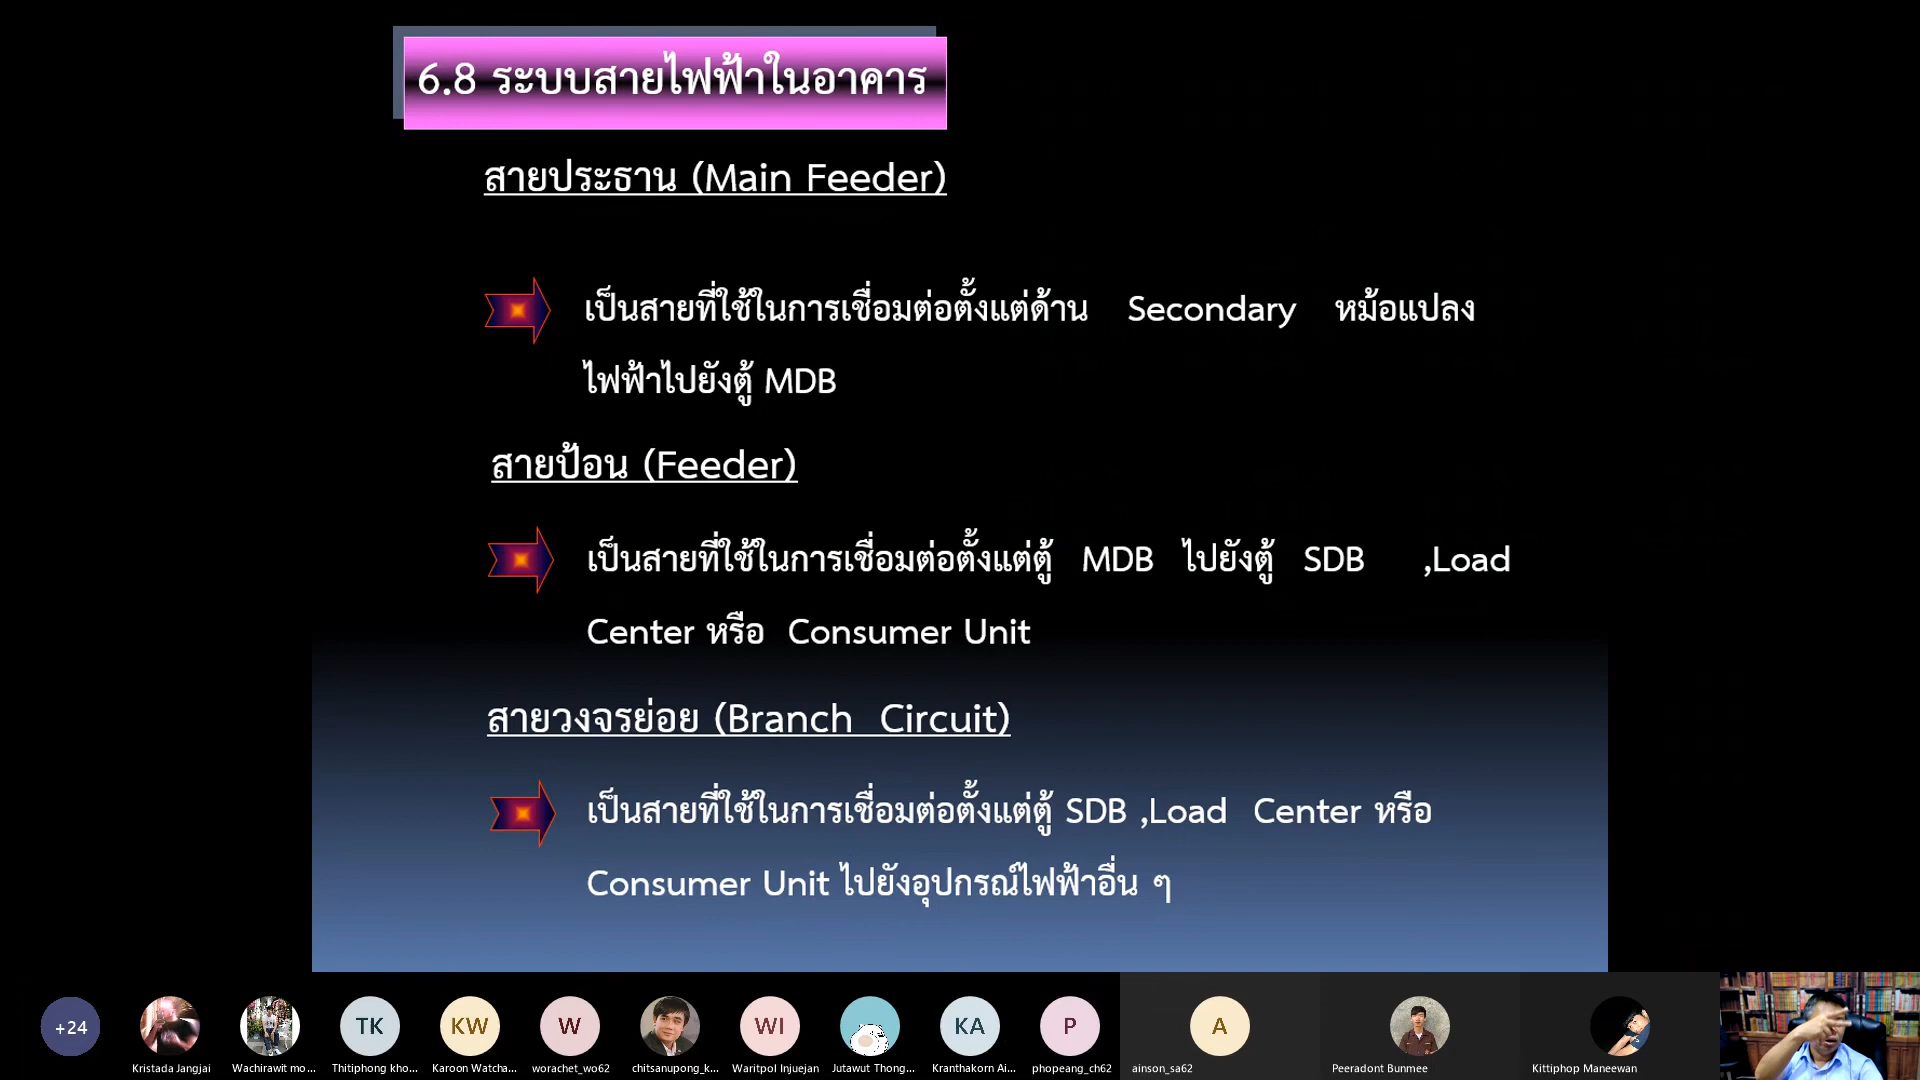 6.8 ระบบสายไฟฟ้าในอาคาร
สายประธาน (Main Feeder)
เป็นสายที่ใช้ในการเชื่อมต่อตั้งแต่ด้าน Secondary หม้อแปลง
ไฟฟ้าไปยังตู้ MDB
สายป้อน (Feeder)
เป็นสายที่ใช้ในการเชื่อมต่อตั้งแต่ตู้ MDB ไปยังตู้ SDB ,Load
Center หรือ Consumer Unit
สายวงจรย่อย (Branch Circuit)
เป็นสายที่ใช้ในการเชื่อมต่อตั้งแต่ตู้ SDB ,Load Center หรือ
Consumer Unit ไปยังอุปกรณ์ไฟฟ้าอื่น ๆ
+24 TK KW W WI KA P A
Kristada Jangjai Wachirawit mo... Thitiphong kho... Karoon Watcha... worachet_wo62 chitsanupong_k... Waritpol Injuejan Jutawut Thong... Kranthakorn Ai... phopeang_ch62 ainson_sa62 Peeradont Bunmee Kittiphop Maneewan